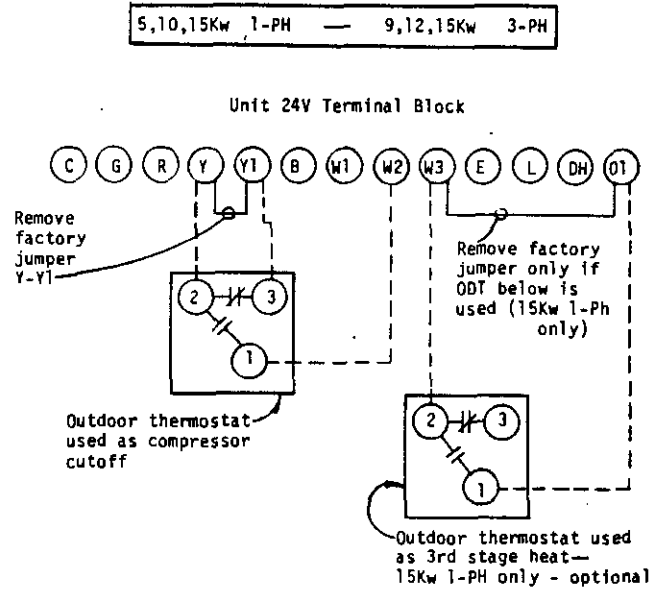 5,10,15Kw 1-PH — 9,12,15Kw 3-PH
Unit 24V Terminal Block
C G R Y Y1 B W1 W2 W3 E L DH 01
Remove
factory
jumper
Y-Y1
Remove factory
jumper only if
ODT below is
used (15Kw 1-Ph
only)
2 3
1
Outdoor thermostat
used as compressor
cutoff
2 3
1
Outdoor thermostat used
as 3rd stage heat—
15Kw 1-PH only - optional